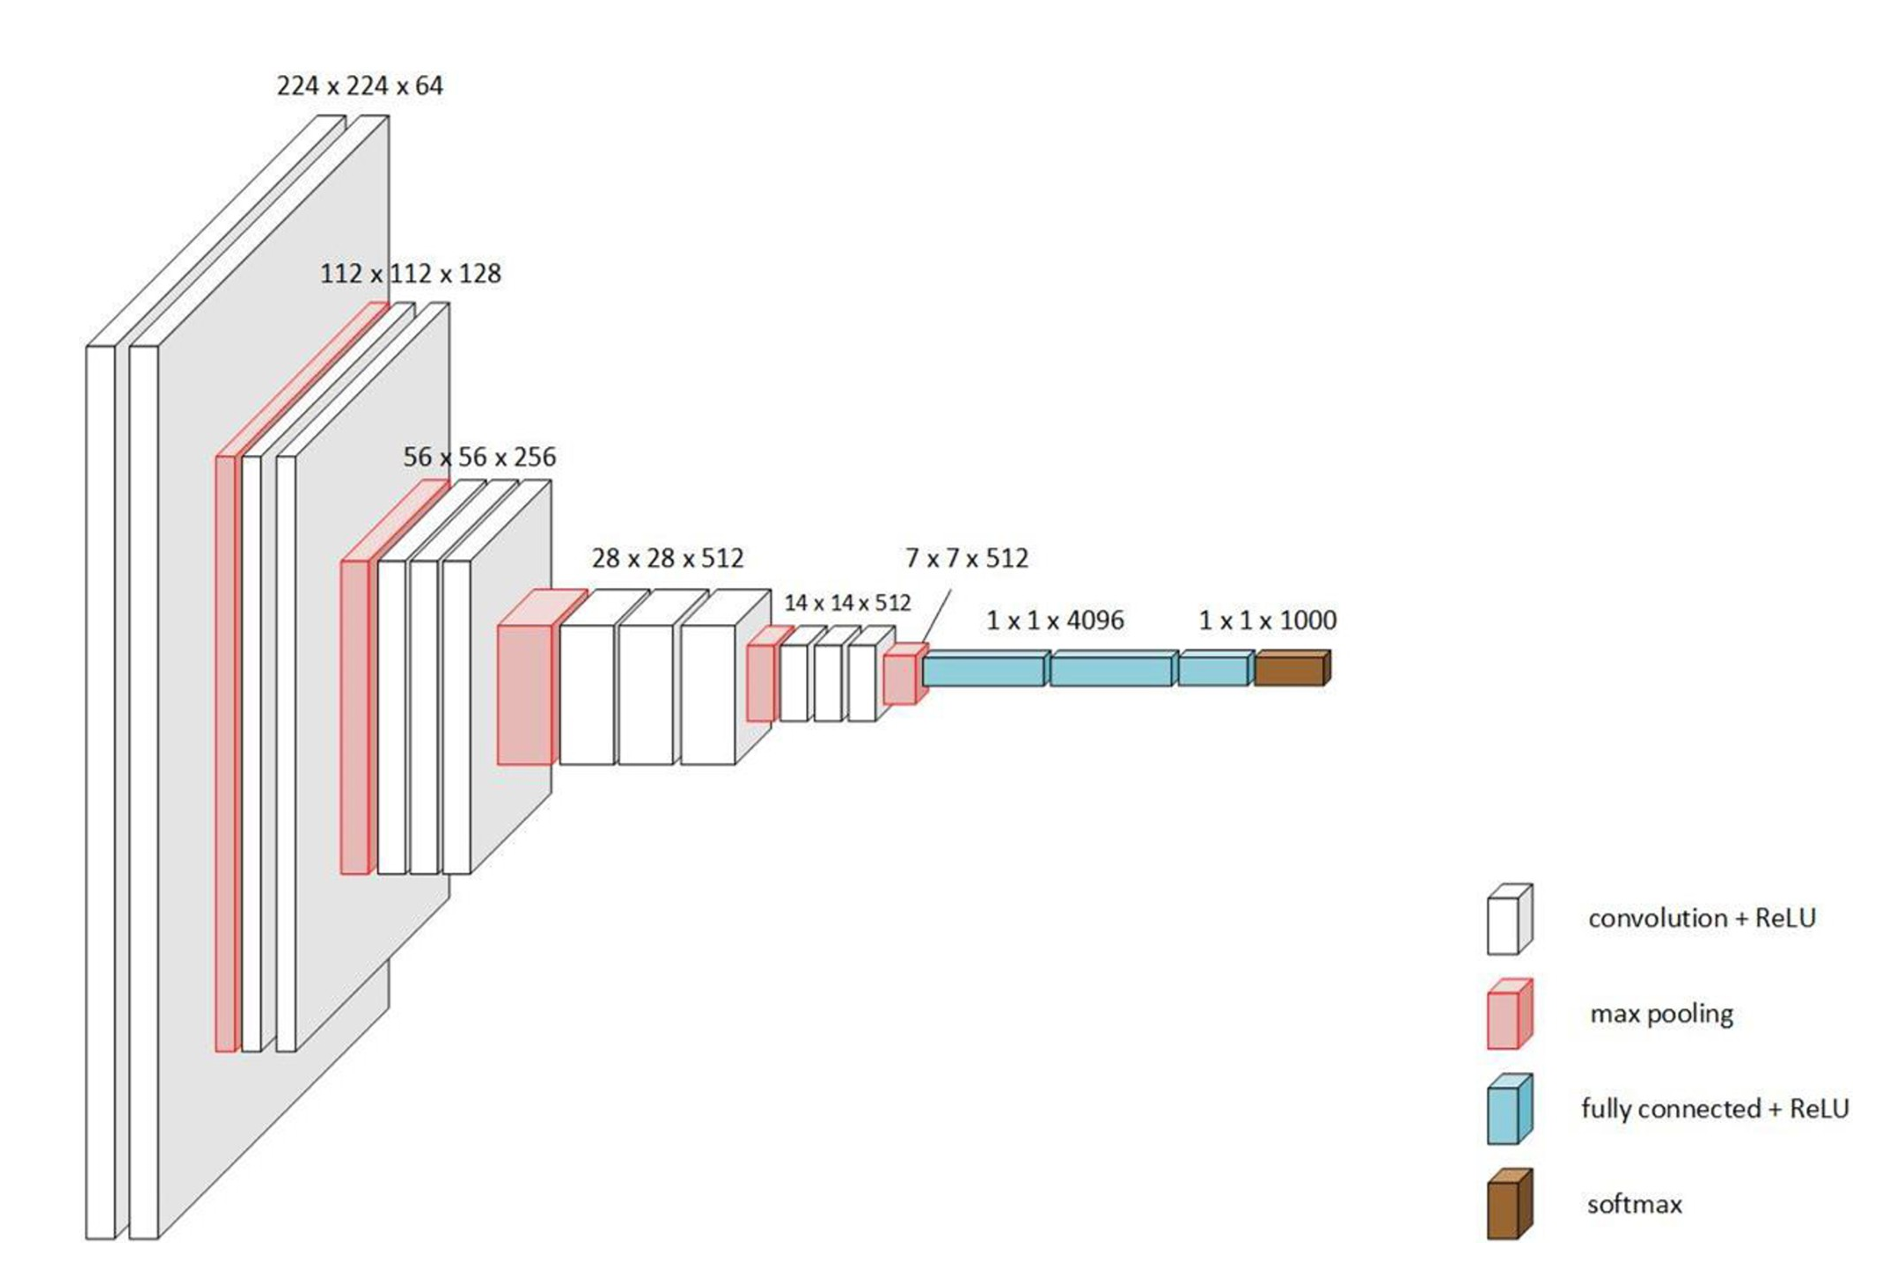 224 x 224 x 64
112 x 112 x 128
56 x 56 x 256
28 x 28 x 512
14 x 14 x 512
7 x 7 x 512
1 x 1 x 4096
1 x 1 x 1000
convolution + ReLU
max pooling
fully connected + ReLU
softmax